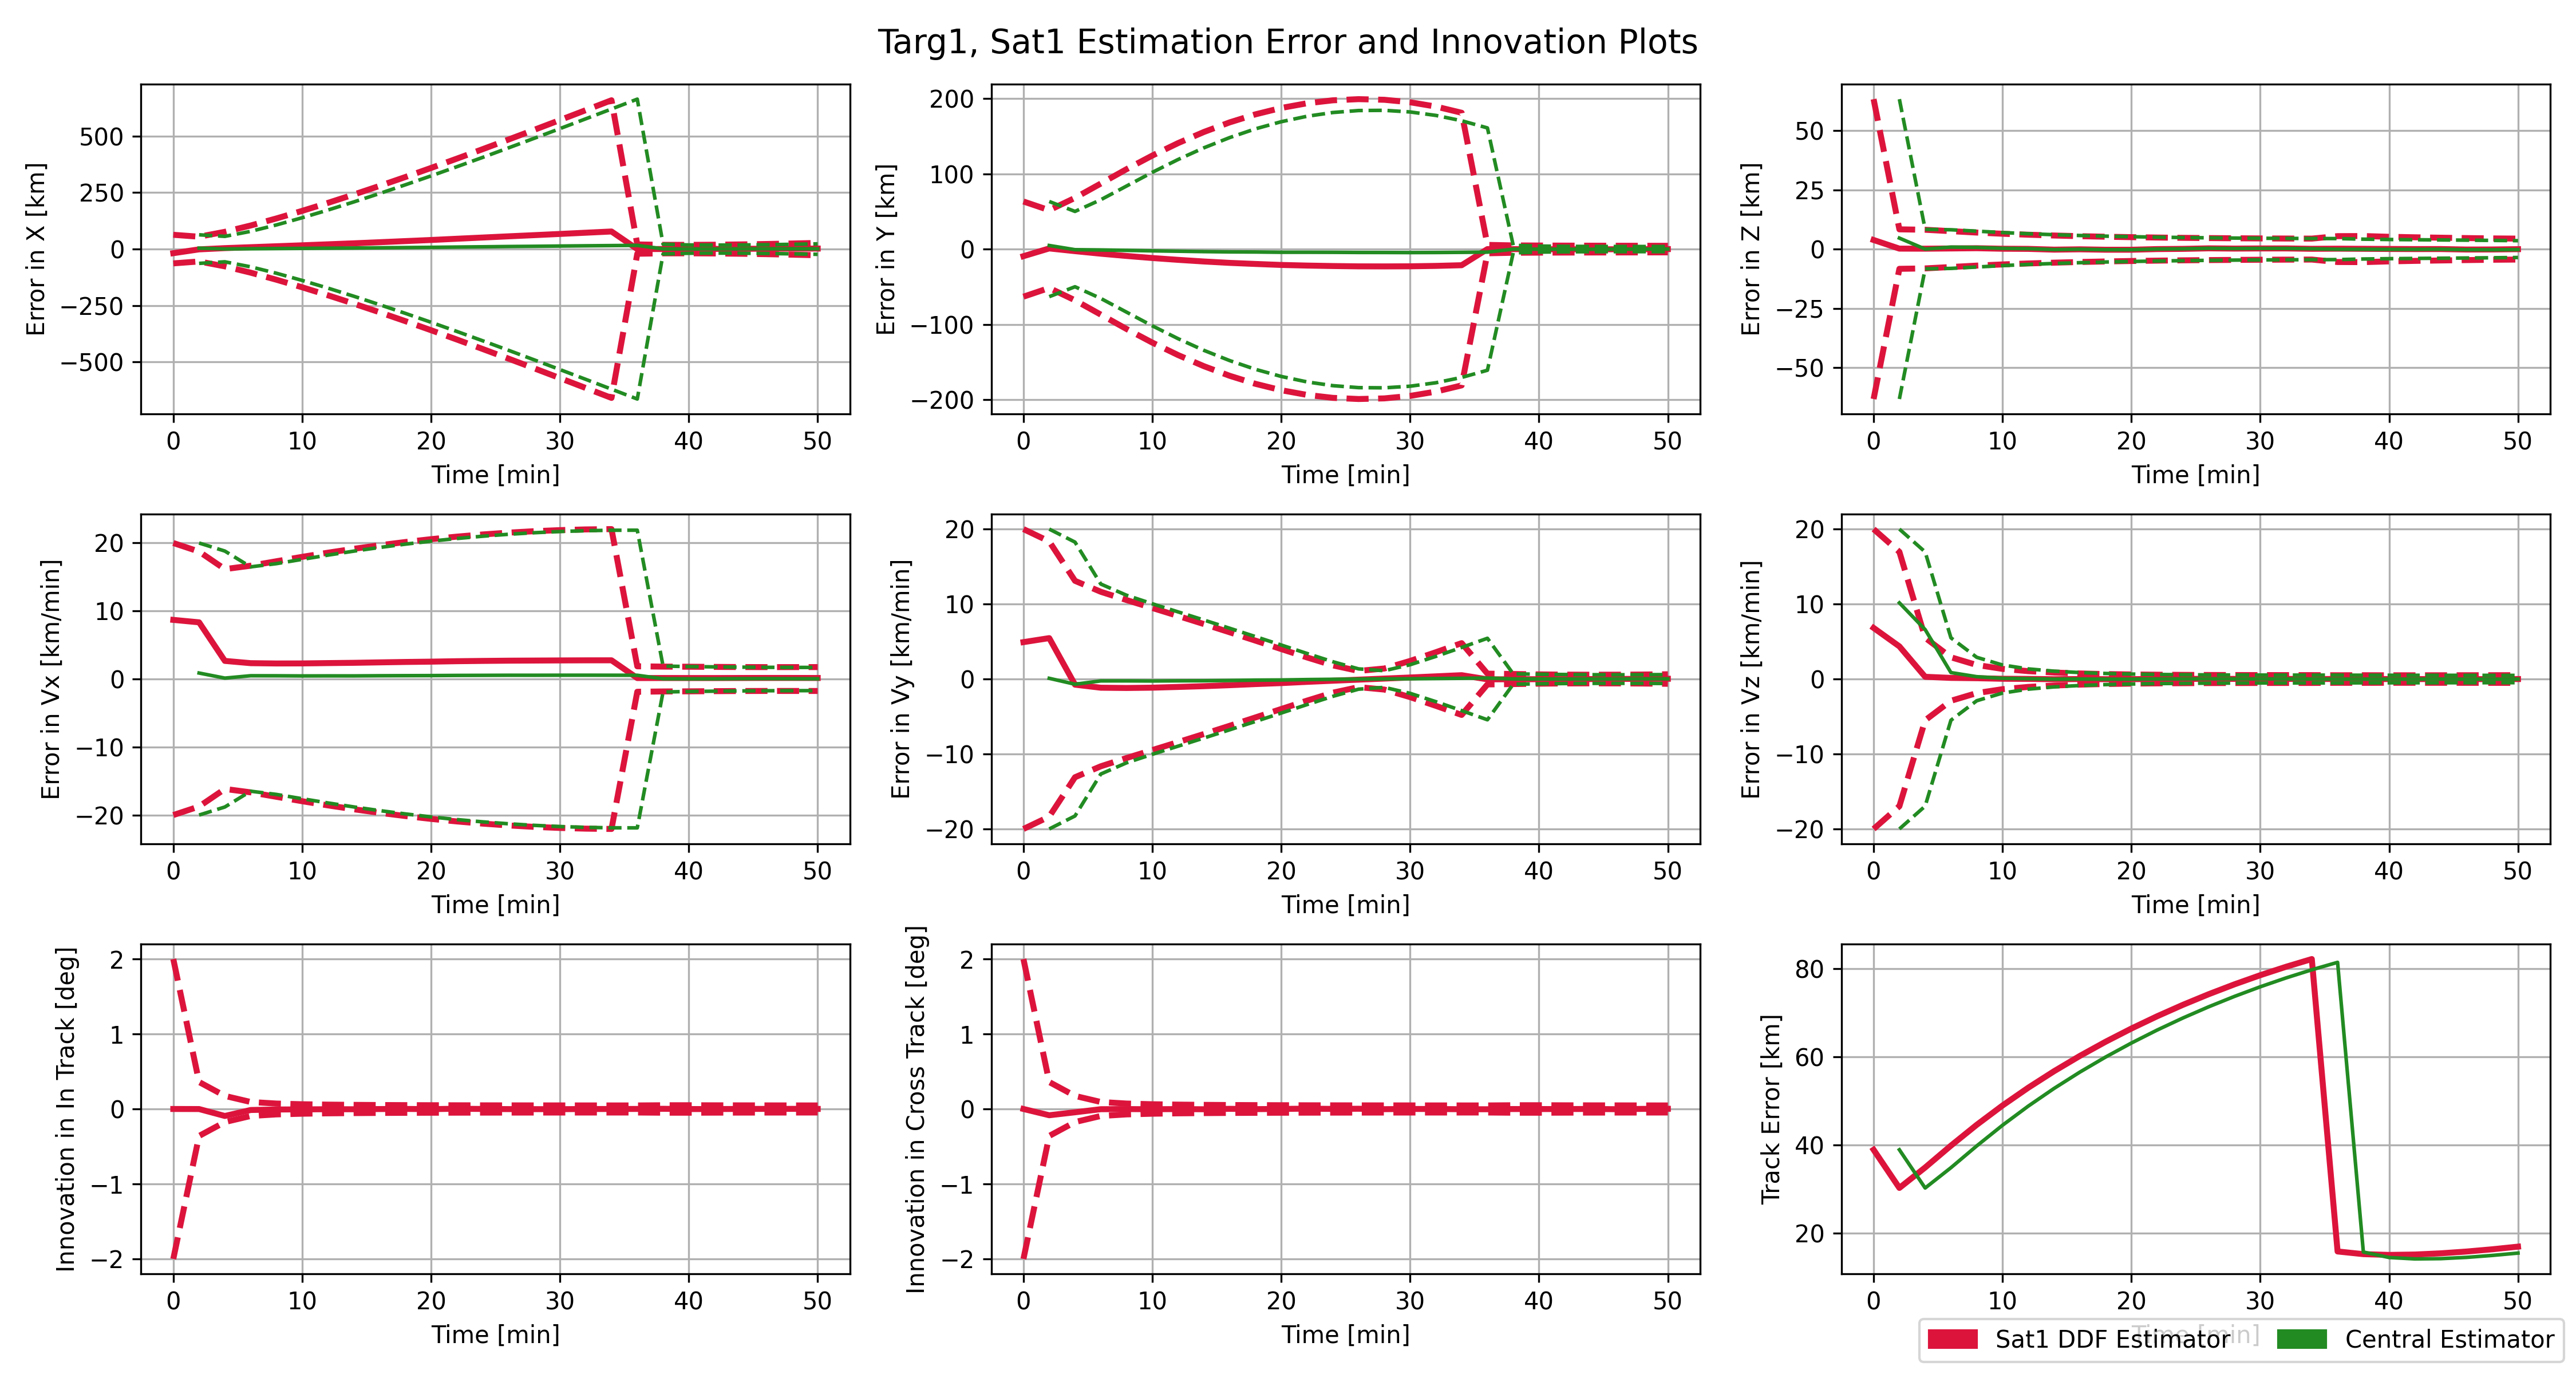 Targ1, Sat1 Estimation Error and Innovation Plots
Error in X [km]
500
250
0
−250
−500
0 10 20 30 40 50
Time [min]
Error in Y [km]
200
100
0
−100
−200
0 10 20 30 40 50
Time [min]
Error in Z [km]
50
25
0
−25
−50
0 10 20 30 40 50
Time [min]
Error in Vx [km/min]
20
10
0
−10
−20
0 10 20 30 40 50
Time [min]
Error in Vy [km/min]
20
10
0
−10
−20
0 10 20 30 40 50
Time [min]
Error in Vz [km/min]
20
10
0
−10
−20
0 10 20 30 40 50
Time [min]
Innovation in In Track [deg]
2
1
0
−1
−2
0 10 20 30 40 50
Time [min]
Innovation in Cross Track [deg]
2
1
0
−1
−2
0 10 20 30 40 50
Time [min]
Track Error [km]
80
60
40
20
0 10 20 30 40 50
Time [min]
Sat1 DDF Estimator Central Estimator